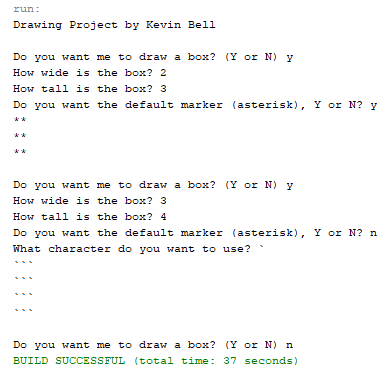 run:
Drawing Project by Kevin Bell
Do you want me to draw a box? (Y or N) y
How wide is the box? 2
How tall is the box? 3
Do you want the default marker (asterisk), Y or N? y
**
**
**
Do you want me to draw a box? (Y or N) y
How wide is the box? 3
How tall is the box? 4
Do you want the default marker (asterisk), Y or N? n
What character do you want to use? `
```
```
```
```
Do you want me to draw a box? (Y or N) n
BUILD SUCCESSFUL (total time: 37 seconds)